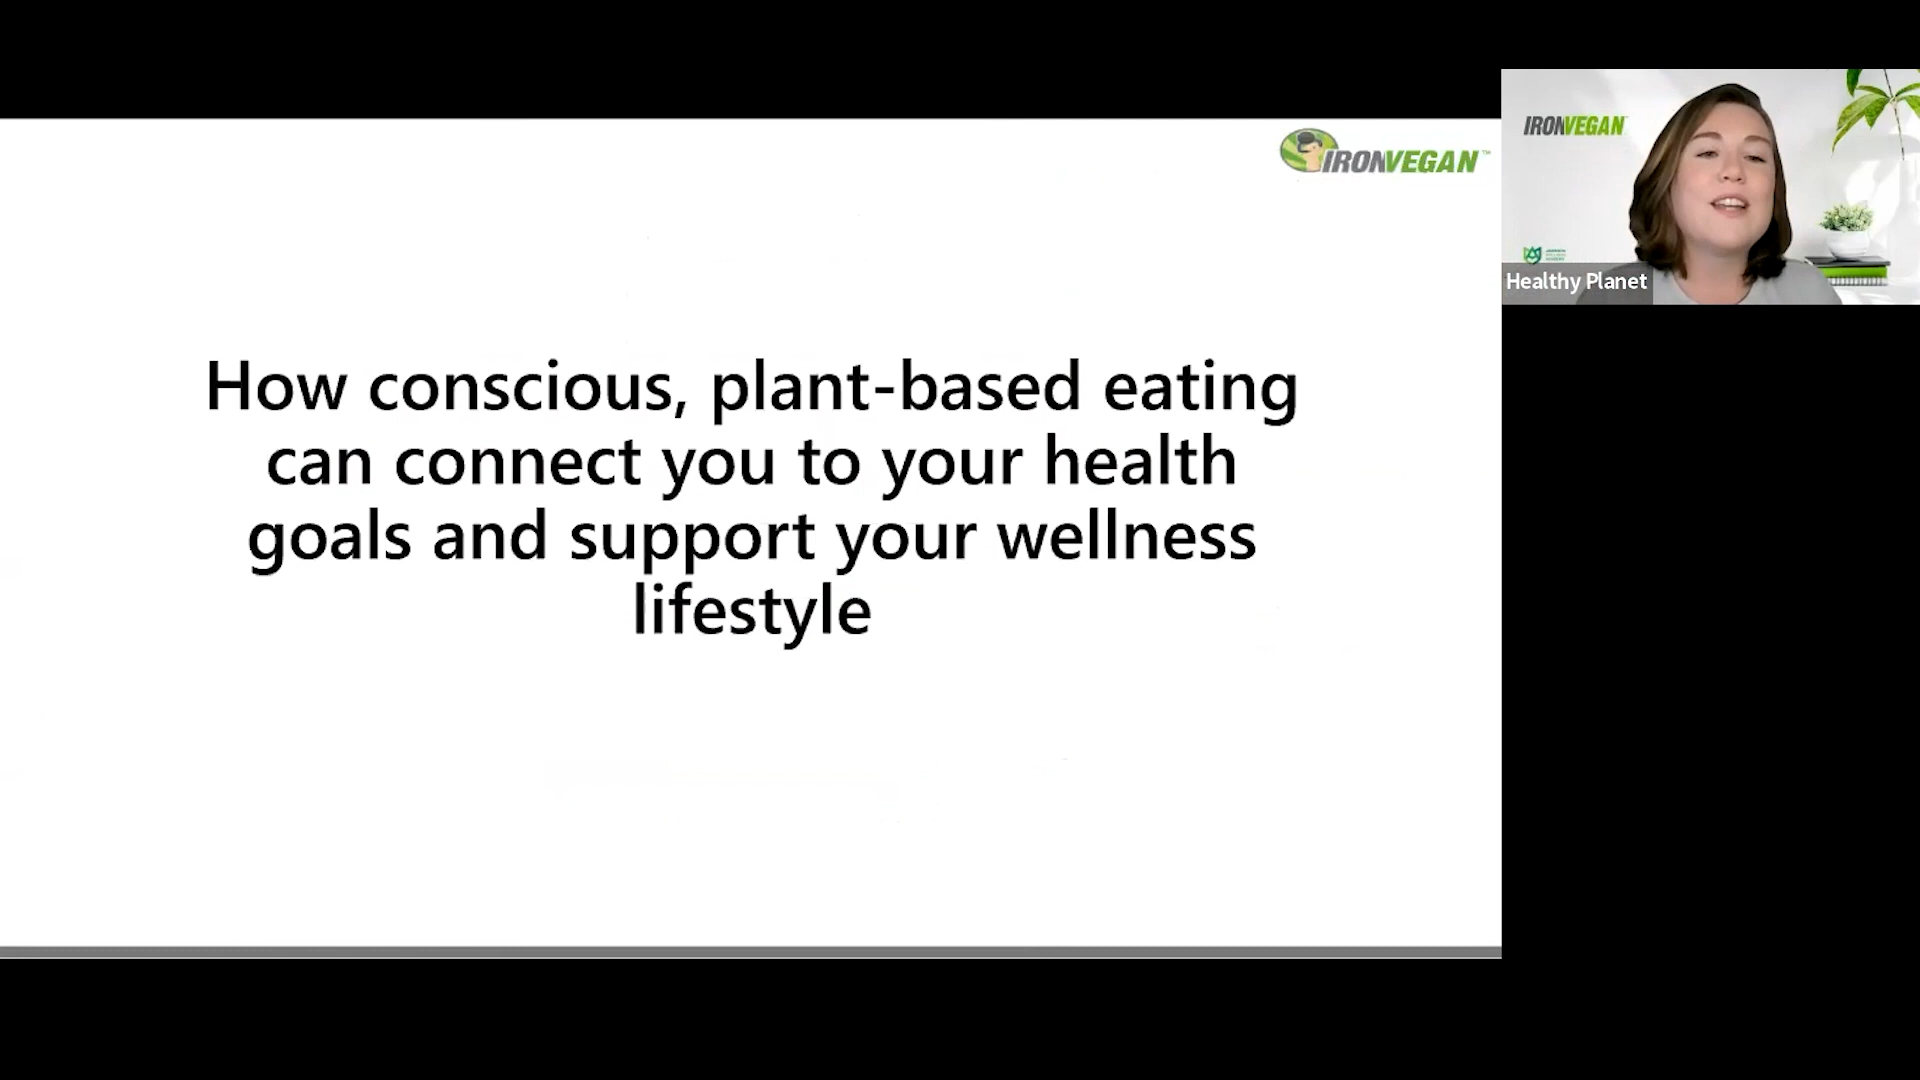 IRONVEGAN™
How conscious, plant-based eating
can connect you to your health
goals and support your wellness
lifestyle
IRONVEGAN
Healthy Planet